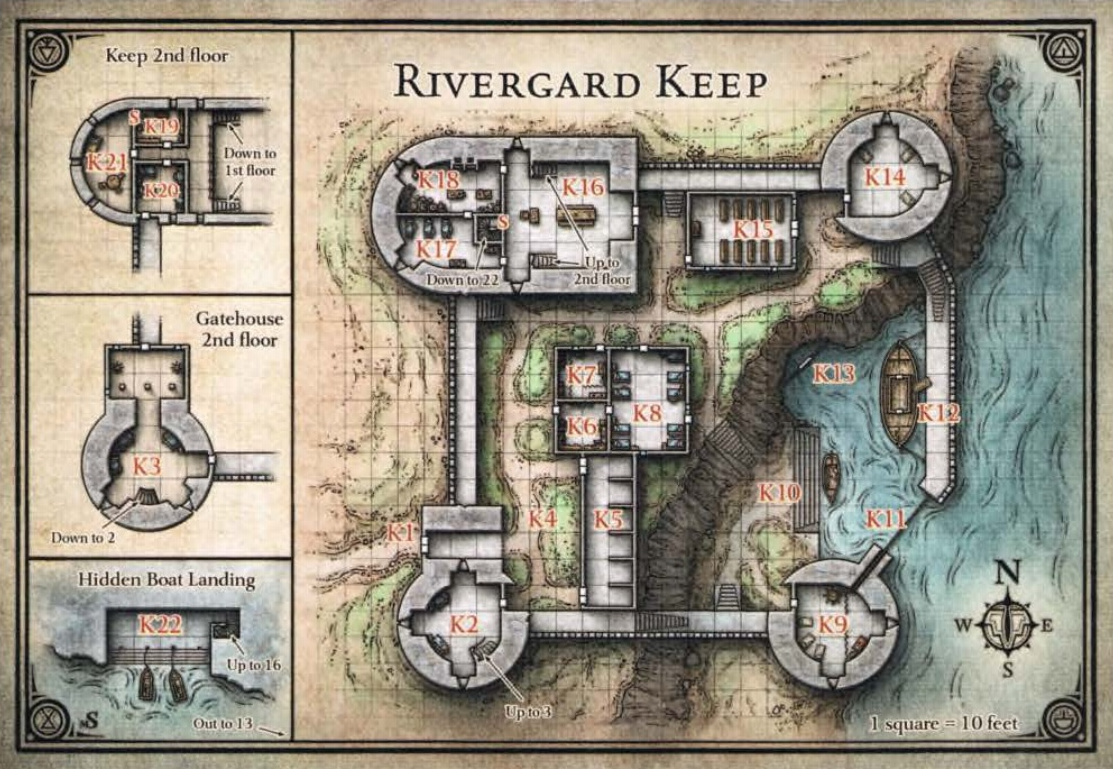 Keep 2nd floor
S
K19
K21
K20
Down to
1st floor
Gatehouse
2nd floor
K3
Down to 2
Hidden Boat Landing
K22
Up to 16
S
Out to 13
RIVERGARD KEEP
K18
K16
K14
S
K15
K17
Down to 22
Up to
2nd floor
K7
K13
K8
K12
K6
K10
K1
K4
K5
K11
K2
K9
Up to 3
N
W
E
S
1 square = 10 feet